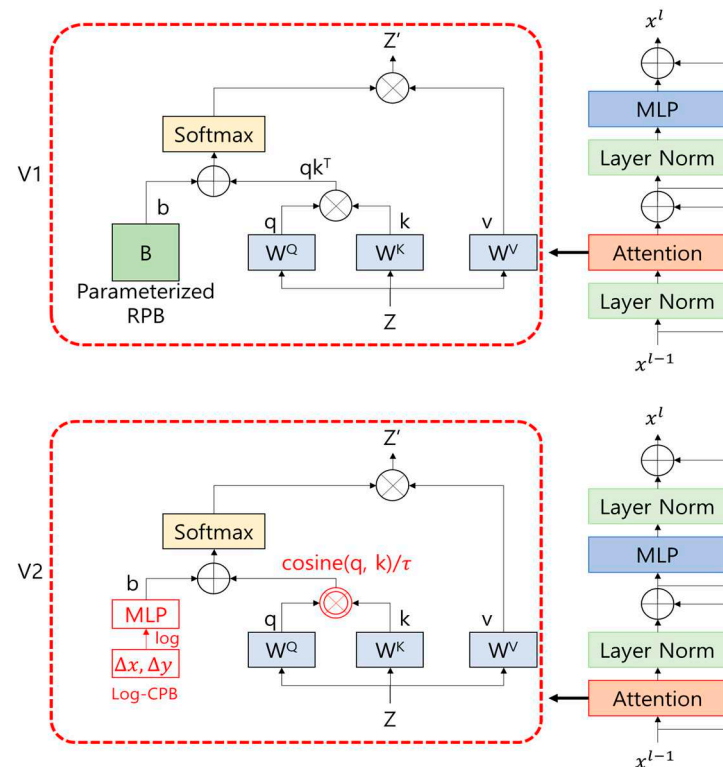 V1
Z'
Softmax
qkᵀ
b
q
k
v
B
W^Q
W^K
W^V
Parameterized
RPB
Z
x^l
MLP
Layer Norm
Attention
Layer Norm
x^{l-1}
V2
Z'
Softmax
cosine(q, k)/τ
b
MLP
log
Δx, Δy
Log-CPB
q
k
v
W^Q
W^K
W^V
Z
x^l
Layer Norm
MLP
Layer Norm
Attention
x^{l-1}